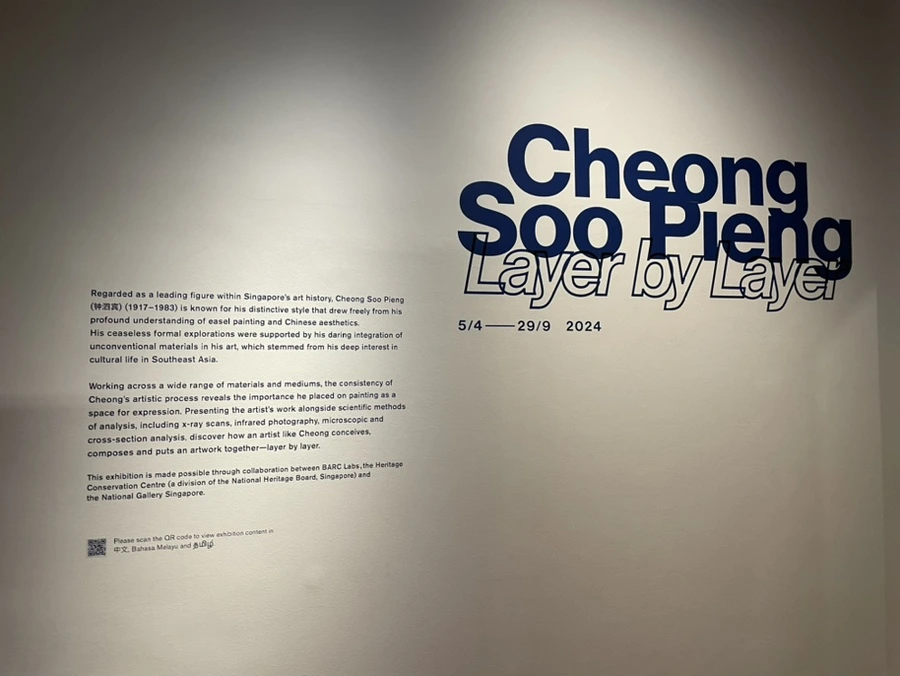 Cheong
Soo Pieng
Layer by Layer
5/4 — 29/9 2024
Regarded as a leading figure within Singapore's art history, Cheong Soo Pieng
(钟泗宾) (1917–1983) is known for his distinctive style that drew freely from his
profound understanding of easel painting and Chinese aesthetics.
His ceaseless formal explorations were supported by his daring integration of
unconventional materials in his art, which stemmed from his deep interest in
cultural life in Southeast Asia.
Working across a wide range of materials and mediums, the consistency of
Cheong's artistic process reveals the importance he placed on painting as a
space for expression. Presenting the artist's work alongside scientific methods
of analysis, including x-ray scans, infrared photography, microscopic and
cross-section analysis, discover how an artist like Cheong conceives,
composes and puts an artwork together—layer by layer.
This exhibition is made possible through collaboration between BARC Labs, the Heritage
Conservation Centre (a division of the National Heritage Board, Singapore) and
the National Gallery Singapore.
Please scan the QR code to view exhibition content in
中文, Bahasa Melayu and தமிழ்.